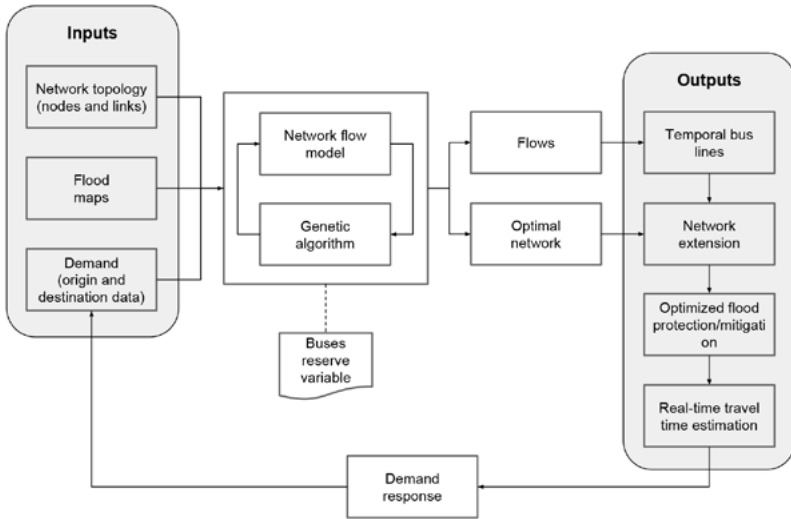 Inputs
Network topology
(nodes and links)
Flood
maps
Demand
(origin and
destination data)
Network flow
model
Genetic
algorithm
Buses
reserve
variable
Flows
Optimal
network
Outputs
Temporal bus
lines
Network
extension
Optimized flood
protection/mitigati
on
Real-time travel
time estimation
Demand
response